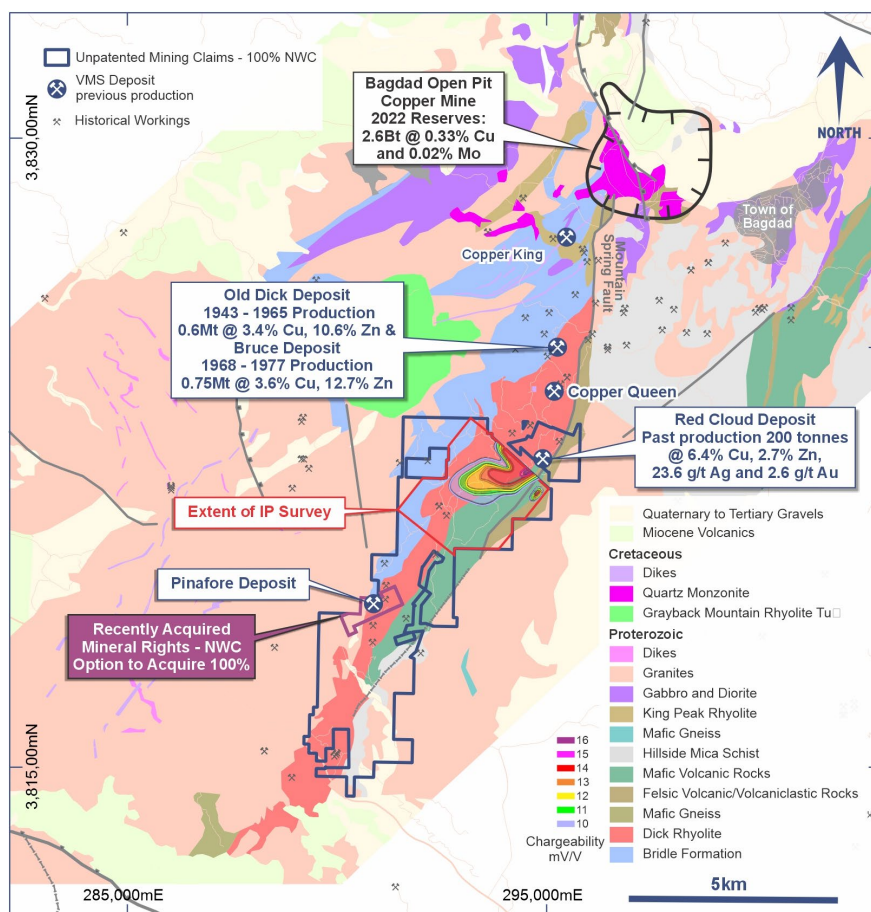 Unpatented Mining Claims - 100% NWC
VMS Deposit
previous production
Historical Workings
Bagdad Open Pit
Copper Mine
2022 Reserves:
2.6Bt @ 0.33% Cu
and 0.02% Mo
NORTH
3,830,00mN
Town of
Bagdad
Copper King
Mountain
Spring Fault
Old Dick Deposit
1943 - 1965 Production
0.6Mt @ 3.4% Cu, 10.6% Zn &
Bruce Deposit
1968 - 1977 Production
0.75Mt @ 3.6% Cu, 12.7% Zn
Copper Queen
Red Cloud Deposit
Past production 200 tonnes
@ 6.4% Cu, 2.7% Zn,
23.6 g/t Ag and 2.6 g/t Au
Extent of IP Survey
Pinafore Deposit
Recently Acquired
Mineral Rights - NWC
Option to Acquire 100%
Quaternary to Tertiary Gravels
Miocene Volcanics
Cretaceous
Dikes
Quartz Monzonite
Grayback Mountain Rhyolite Tu□
Proterozoic
Dikes
Granites
Gabbro and Diorite
King Peak Rhyolite
Mafic Gneiss
Hillside Mica Schist
Mafic Volcanic Rocks
Felsic Volcanic/Volcaniclastic Rocks
Mafic Gneiss
Dick Rhyolite
Bridle Formation
16
15
14
13
12
11
10
Chargeability
mV/V
3,815,00mN
285,000mE
295,000mE
5km